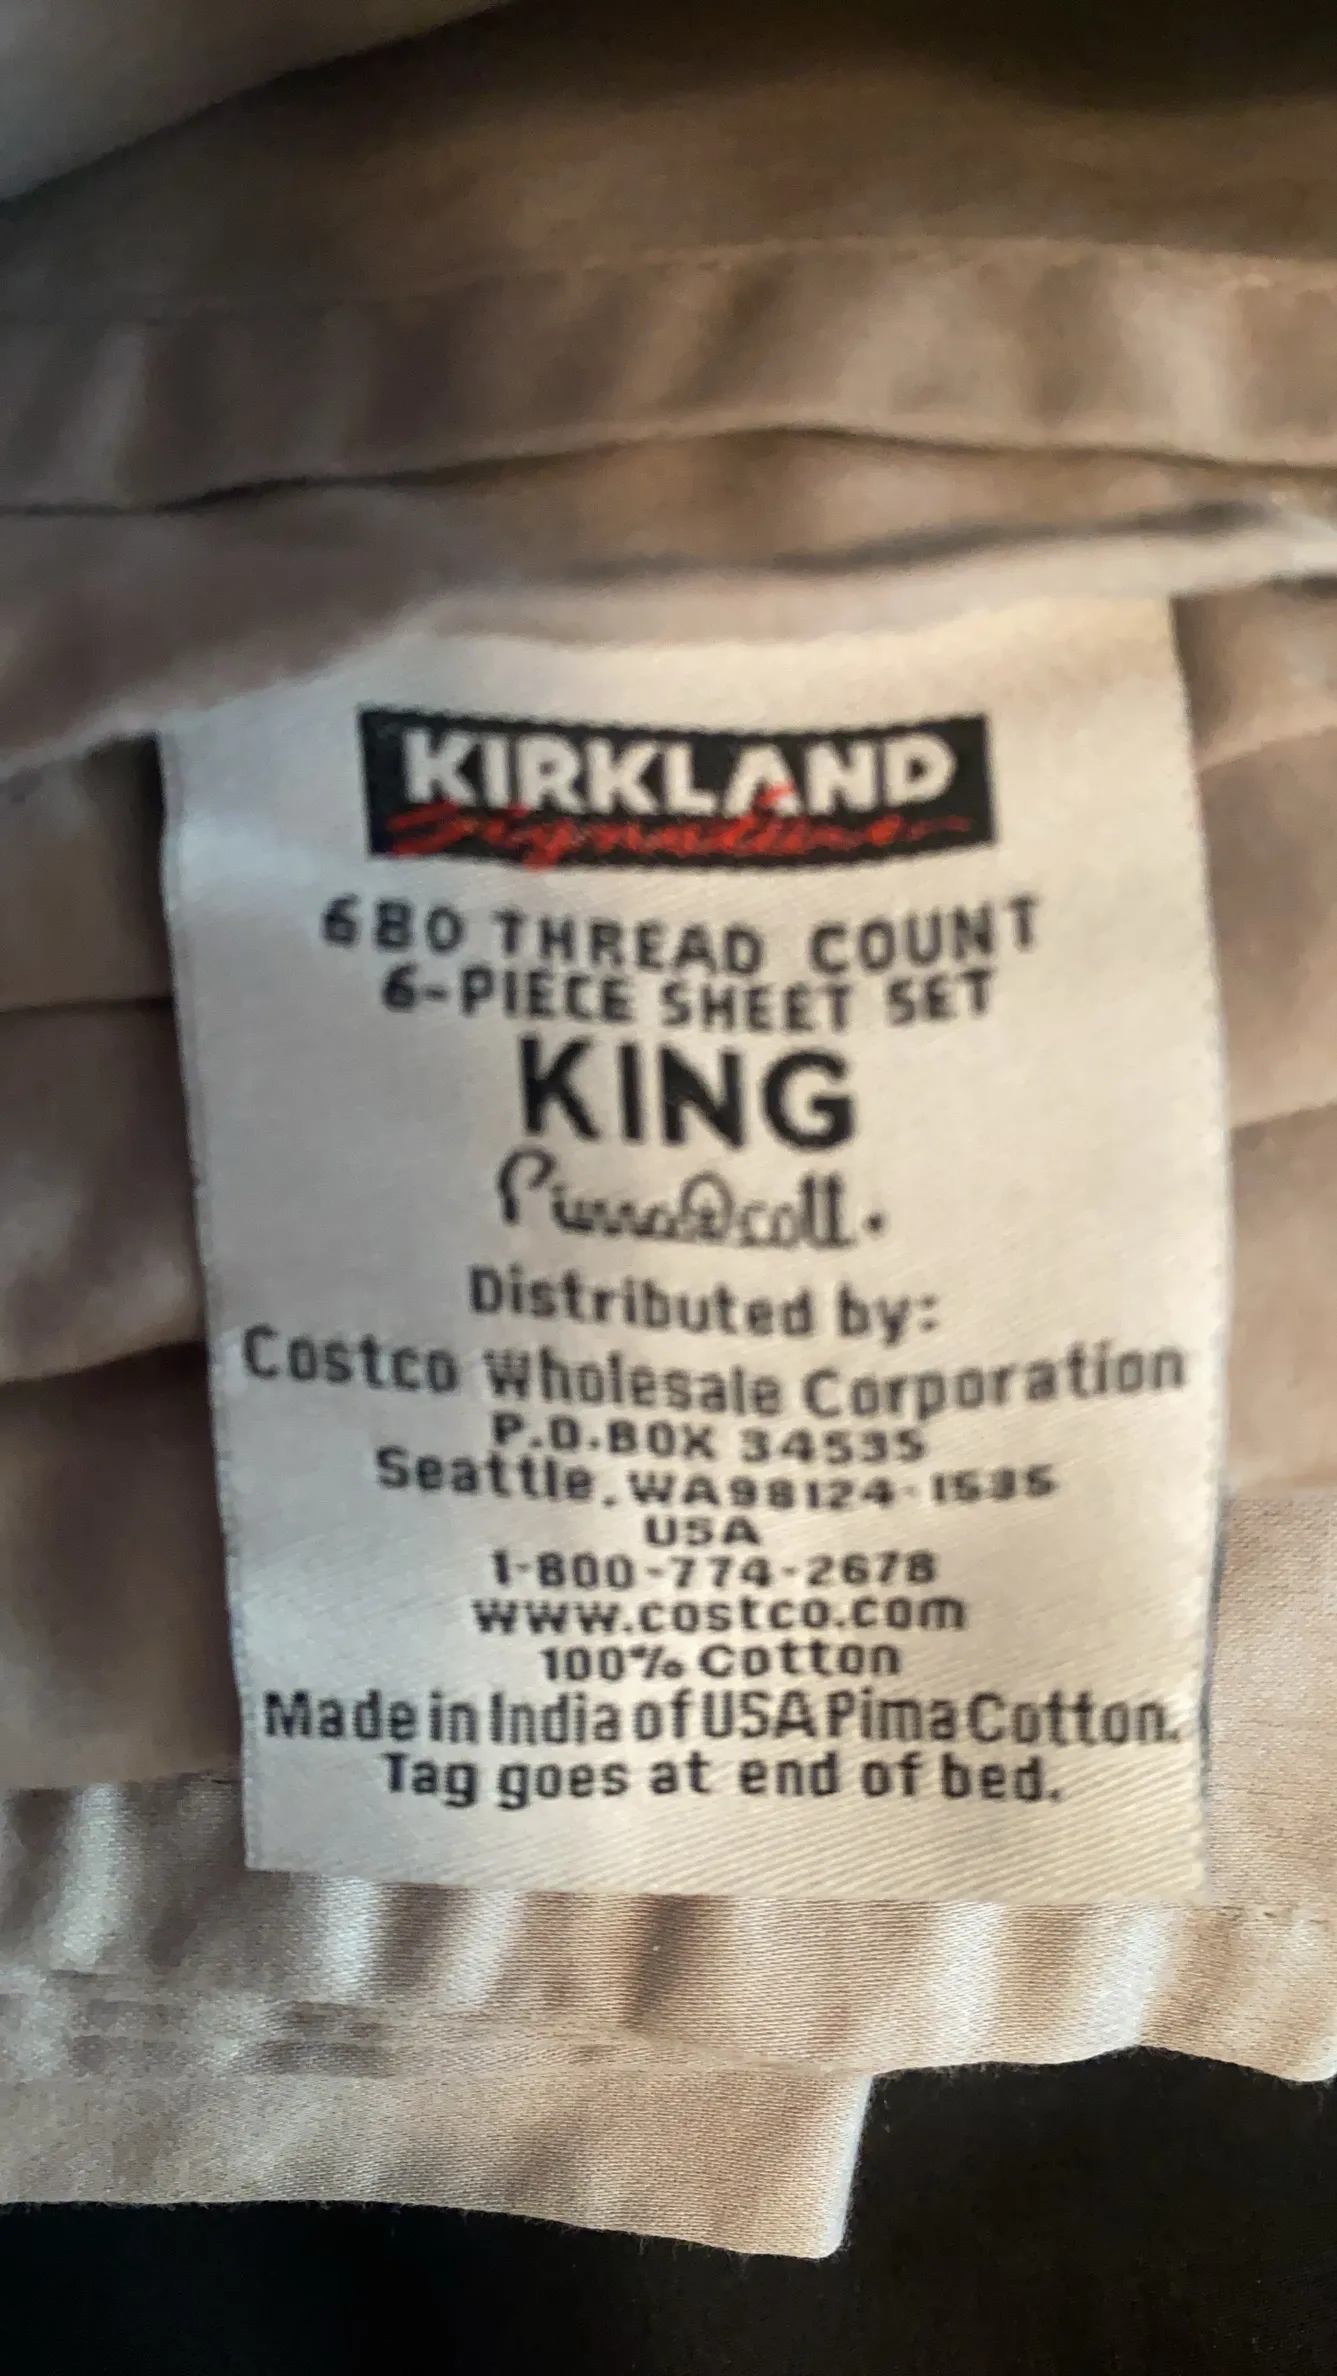 KIRKLAND
Signature
680 THREAD COUNT
6-PIECE SHEET SET
KING
PimaCott.
Distributed by:
Costco Wholesale Corporation
P.O.BOX 34535
Seattle, WA98124-1535
USA
1-800-774-2678
www.costco.com
100% Cotton
Made in India of USA Pima Cotton.
Tag goes at end of bed.